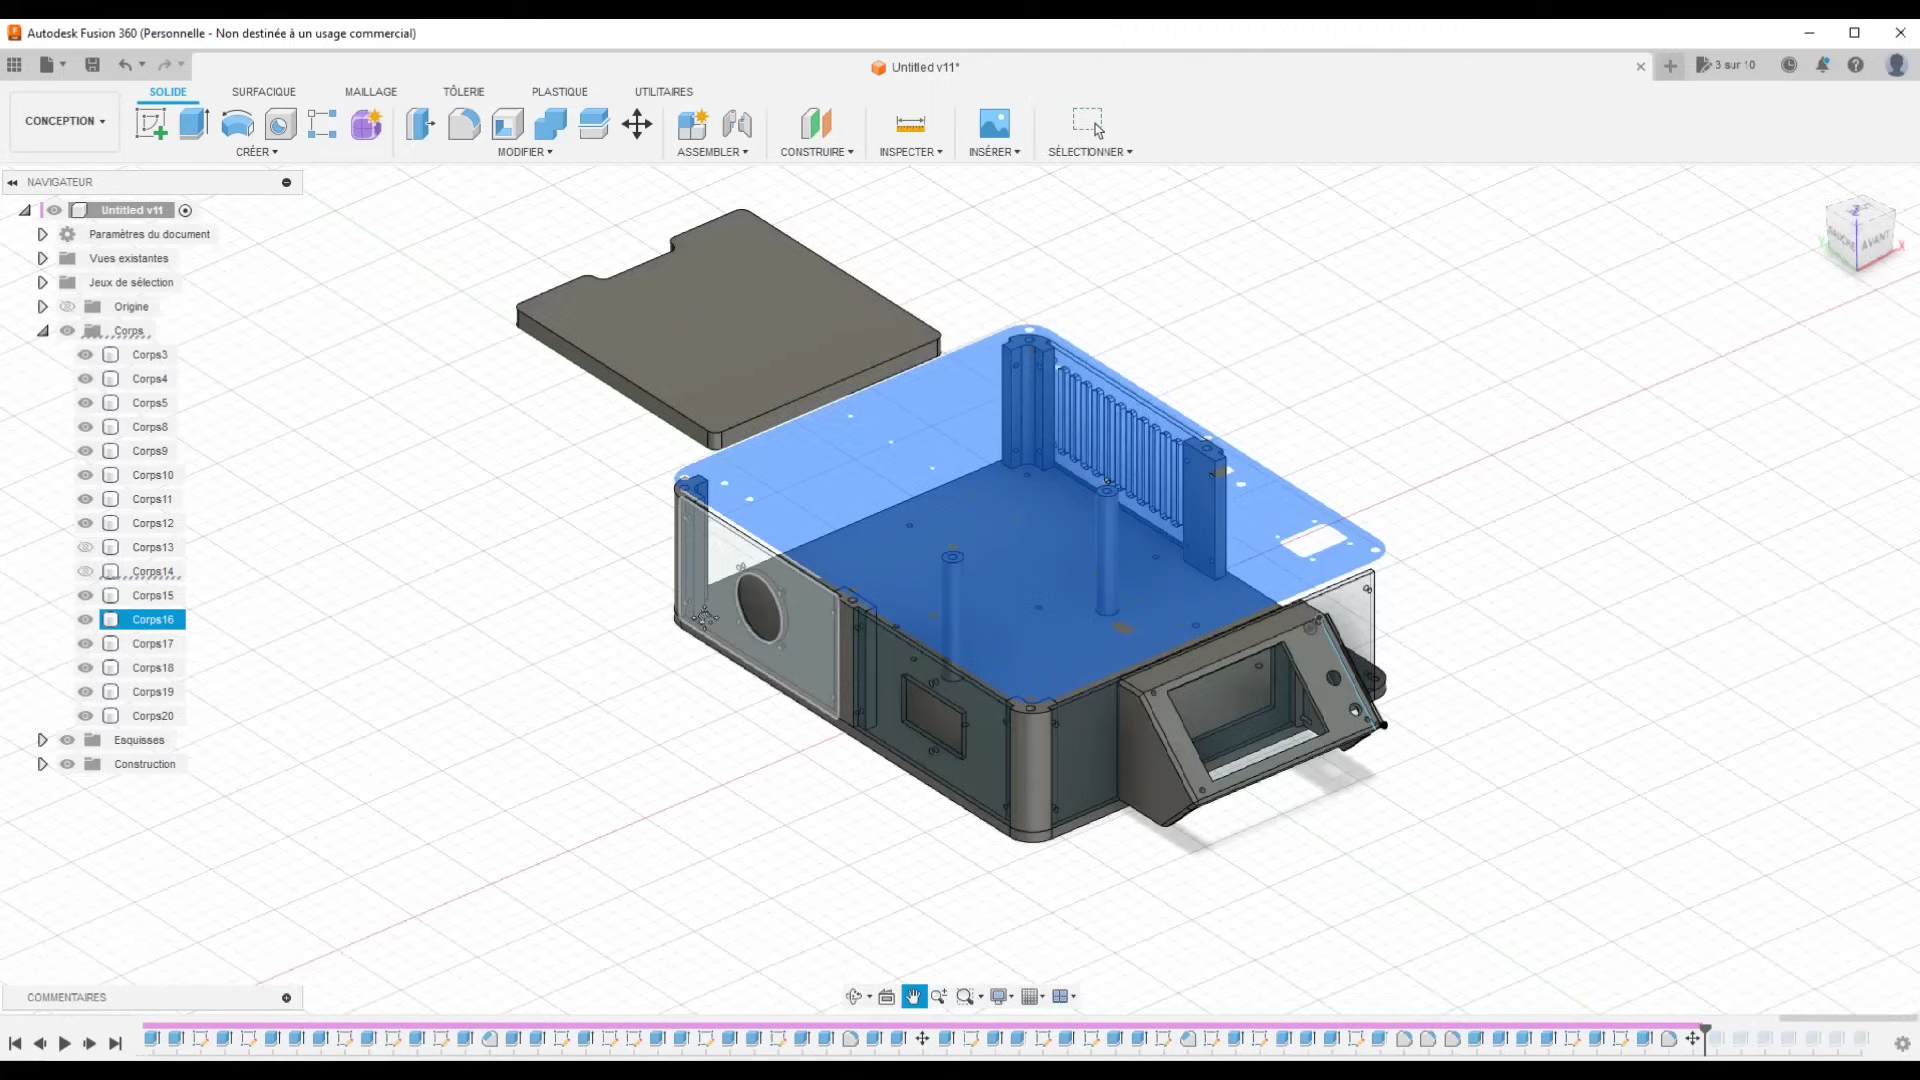 Autodesk Fusion 360 (Personnelle - Non destinée à un usage commercial)
Untitled v11*
3 sur 10
SOLIDE SURFACIQUE MAILLAGE TÔLERIE PLASTIQUE UTILITAIRES
CONCEPTION
CRÉER MODIFIER ASSEMBLER CONSTRUIRE INSPECTER INSÉRER SÉLECTIONNER
NAVIGATEUR
Untitled v11
Paramètres du document
Vues existantes
Jeux de sélection
Origine
Corps
Corps3
Corps4
Corps5
Corps8
Corps9
Corps10
Corps11
Corps12
Corps13
Corps14
Corps15
Corps16
Corps17
Corps18
Corps19
Corps20
Esquisses
Construction
AVANT
COMMENTAIRES